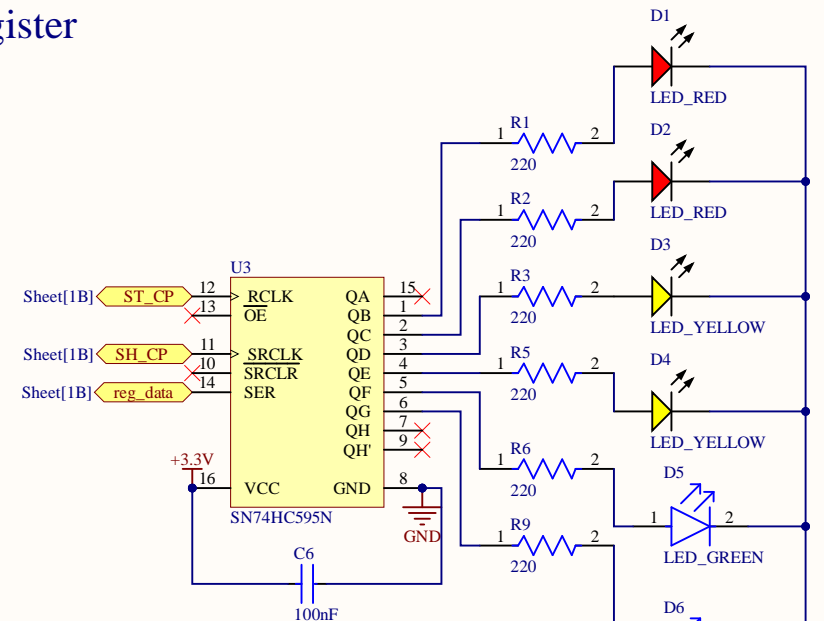 gister
D1
LED_RED
R1
1 2
220
D2
LED_RED
R2
1 2
220
D3
LED_YELLOW
R3
1 2
220
D4
LED_YELLOW
R5
1 2
220
D5
1 2
LED_GREEN
R6
1 2
220
D6
R9
1 2
220
U3
Sheet[1B] ST_CP 12 RCLK QA 15
13 OE QB 1
QC 2
Sheet[1B] SH_CP 11 SRCLK QD 3
10 SRCLR QE 4
Sheet[1B] reg_data 14 SER QF 5
QG 6
QH 7
QH' 9
+3.3V
16 VCC GND 8
SN74HC595N
GND
C6
100nF